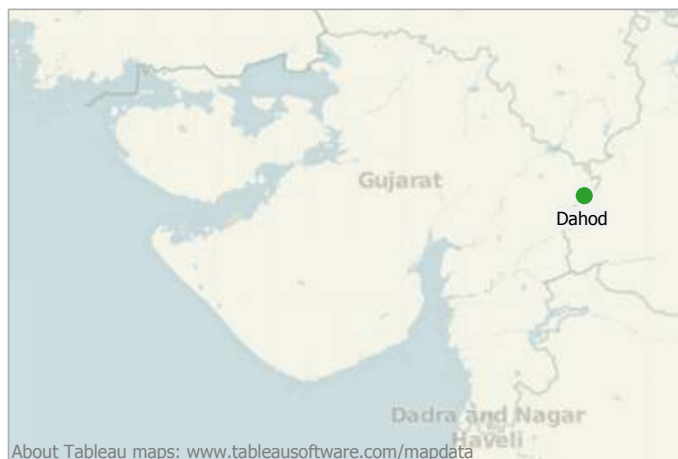 Gujarat
Dahod
Dadra and Nagar
Haveli
About Tableau maps: www.tableausoftware.com/mapdata